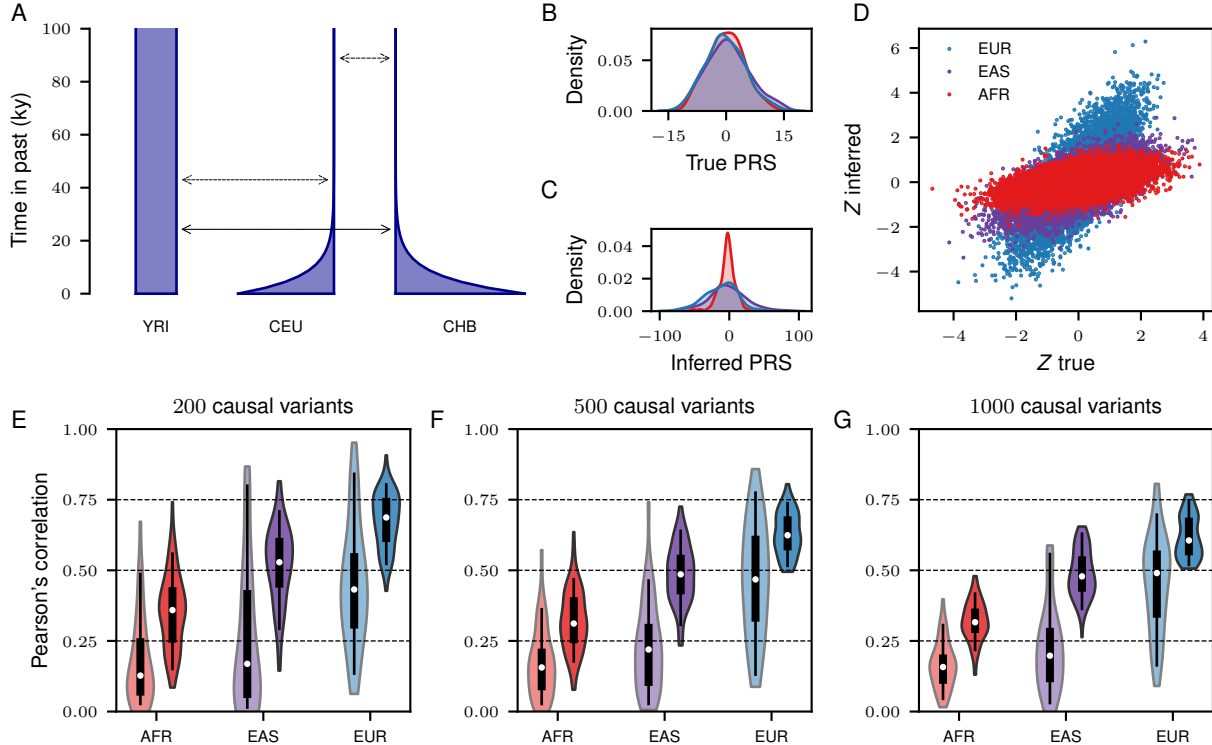 A
Time in past (ky)
100
80
60
40
20
0
YRI
CEU
CHB
B
Density
0.05
0.00
−15
0
15
True PRS
C
Density
0.04
0.02
0.00
−100
0
100
Inferred PRS
D
Z inferred
6
4
2
0
−2
−4
EUR
EAS
AFR
−4
−2
0
2
4
Z true
E
200 causal variants
Pearson's correlation
1.00
0.75
0.50
0.25
0.00
AFR
EAS
EUR
F
500 causal variants
1.00
0.75
0.50
0.25
0.00
AFR
EAS
EUR
G
1000 causal variants
1.00
0.75
0.50
0.25
0.00
AFR
EAS
EUR